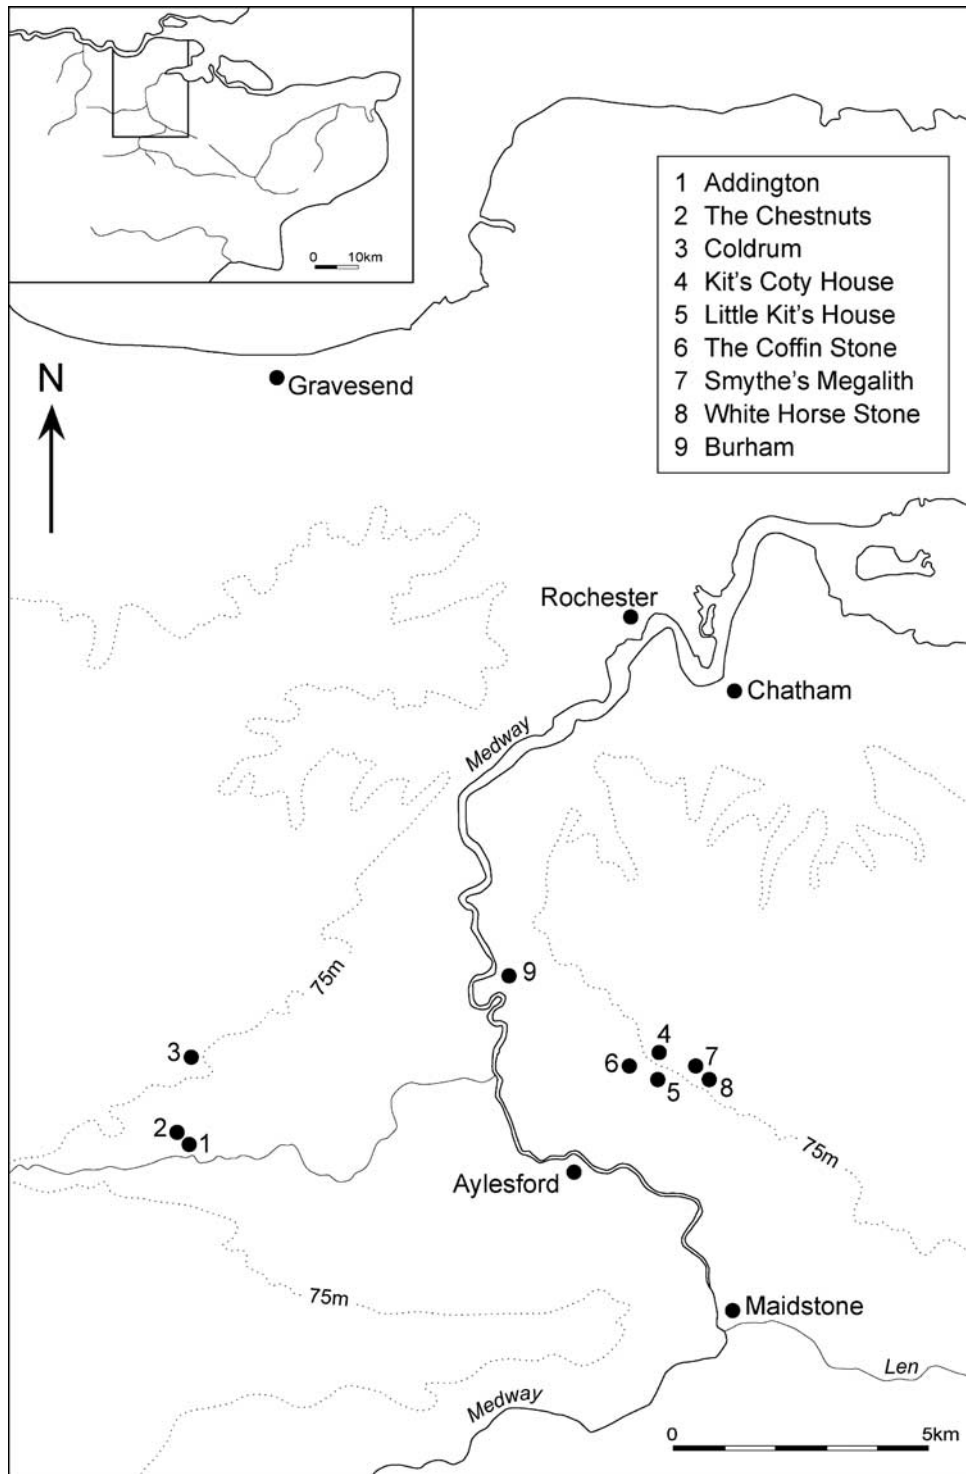 0 10km
1 Addington
2 The Chestnuts
3 Coldrum
4 Kit's Coty House
5 Little Kit's House
6 The Coffin Stone
7 Smythe's Megalith
8 White Horse Stone
9 Burham
N
Gravesend
Rochester
Chatham
Medway
75m
9
3
4
6
7
5
8
2
1
75m
Aylesford
75m
Maidstone
Len
Medway
0 5km